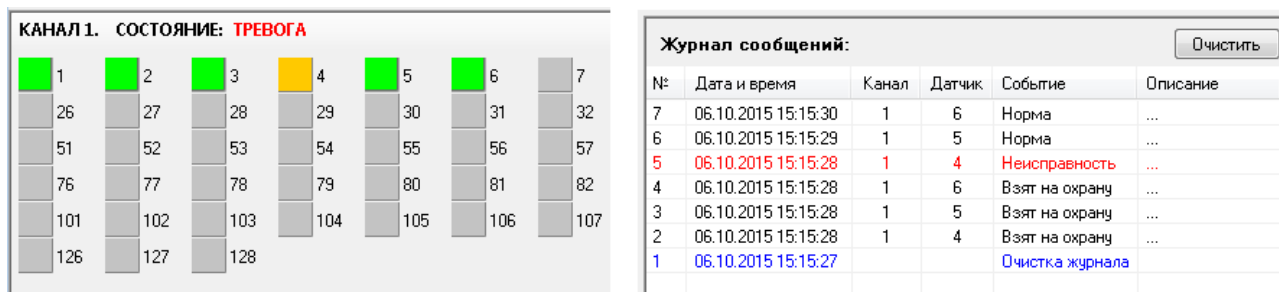 КАНАЛ 1. СОСТОЯНИЕ: ТРЕВОГА
1 2 3 4 5 6 7
26 27 28 29 30 31 32
51 52 53 54 55 56 57
76 77 78 79 80 81 82
101 102 103 104 105 106 107
126 127 128
Журнал сообщений: Очистить
№ Дата и время Канал Датчик Событие Описание
7 06.10.2015 15:15:30 1 6 Норма ...
6 06.10.2015 15:15:29 1 5 Норма ...
5 06.10.2015 15:15:28 1 4 Неисправность ...
4 06.10.2015 15:15:28 1 6 Взят на охрану ...
3 06.10.2015 15:15:28 1 5 Взят на охрану ...
2 06.10.2015 15:15:28 1 4 Взят на охрану ...
1 06.10.2015 15:15:27 Очистка журнала